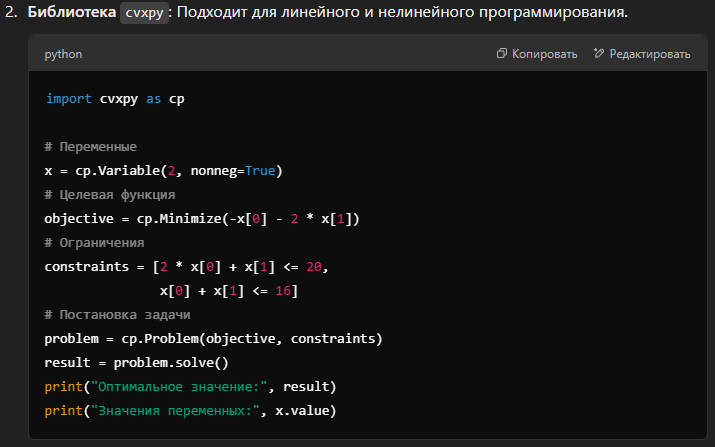 2. Библиотека cvxpy: Подходит для линейного и нелинейного программирования.
python Копировать Редактировать
import cvxpy as cp
# Переменные
x = cp.Variable(2, nonneg=True)
# Целевая функция
objective = cp.Minimize(-x[0] - 2 * x[1])
# Ограничения
constraints = [2 * x[0] + x[1] <= 20,
x[0] + x[1] <= 16]
# Постановка задачи
problem = cp.Problem(objective, constraints)
result = problem.solve()
print("Оптимальное значение:", result)
print("Значения переменных:", x.value)